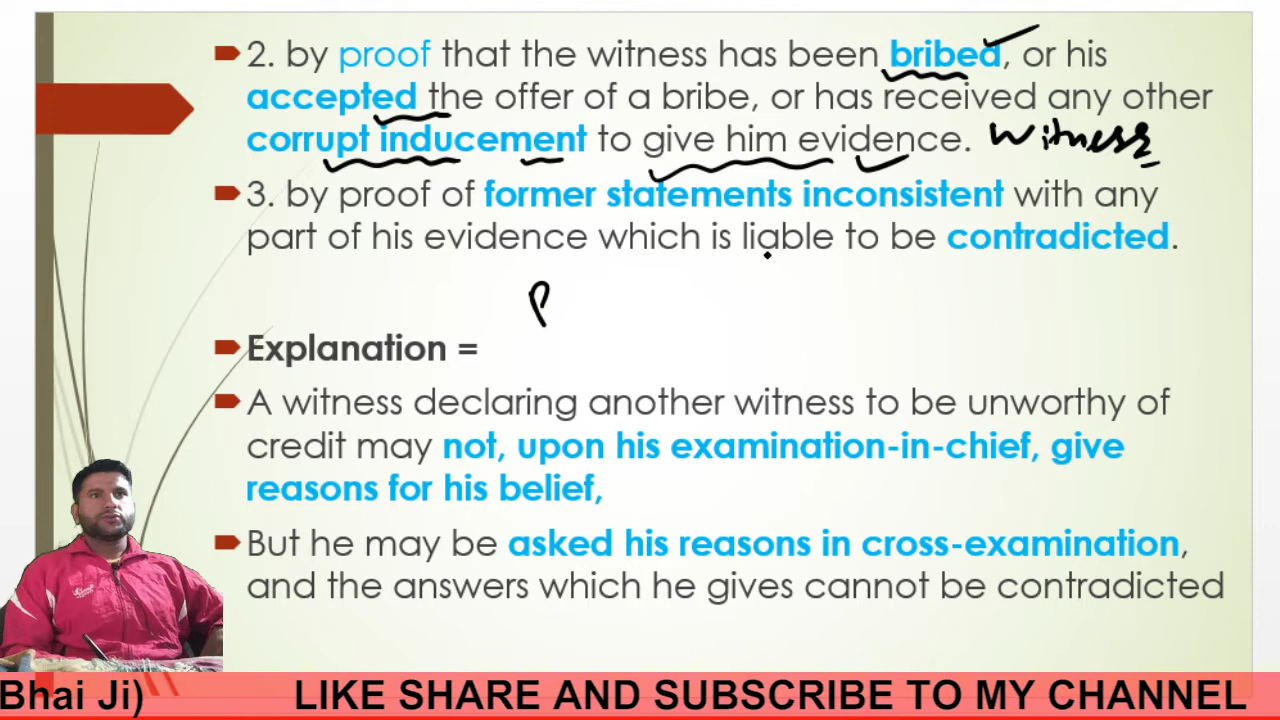 2. by proof that the witness has been bribed, or his
accepted the offer of a bribe, or has received any other
corrupt inducement to give him evidence. Witness
3. by proof of former statements inconsistent with any
part of his evidence which is liable to be contradicted.
P
Explanation =
A witness declaring another witness to be unworthy of
credit may not, upon his examination-in-chief, give
reasons for his belief,
But he may be asked his reasons in cross-examination,
and the answers which he gives cannot be contradicted
Bhai Ji) LIKE SHARE AND SUBSCRIBE TO MY CHANNEL